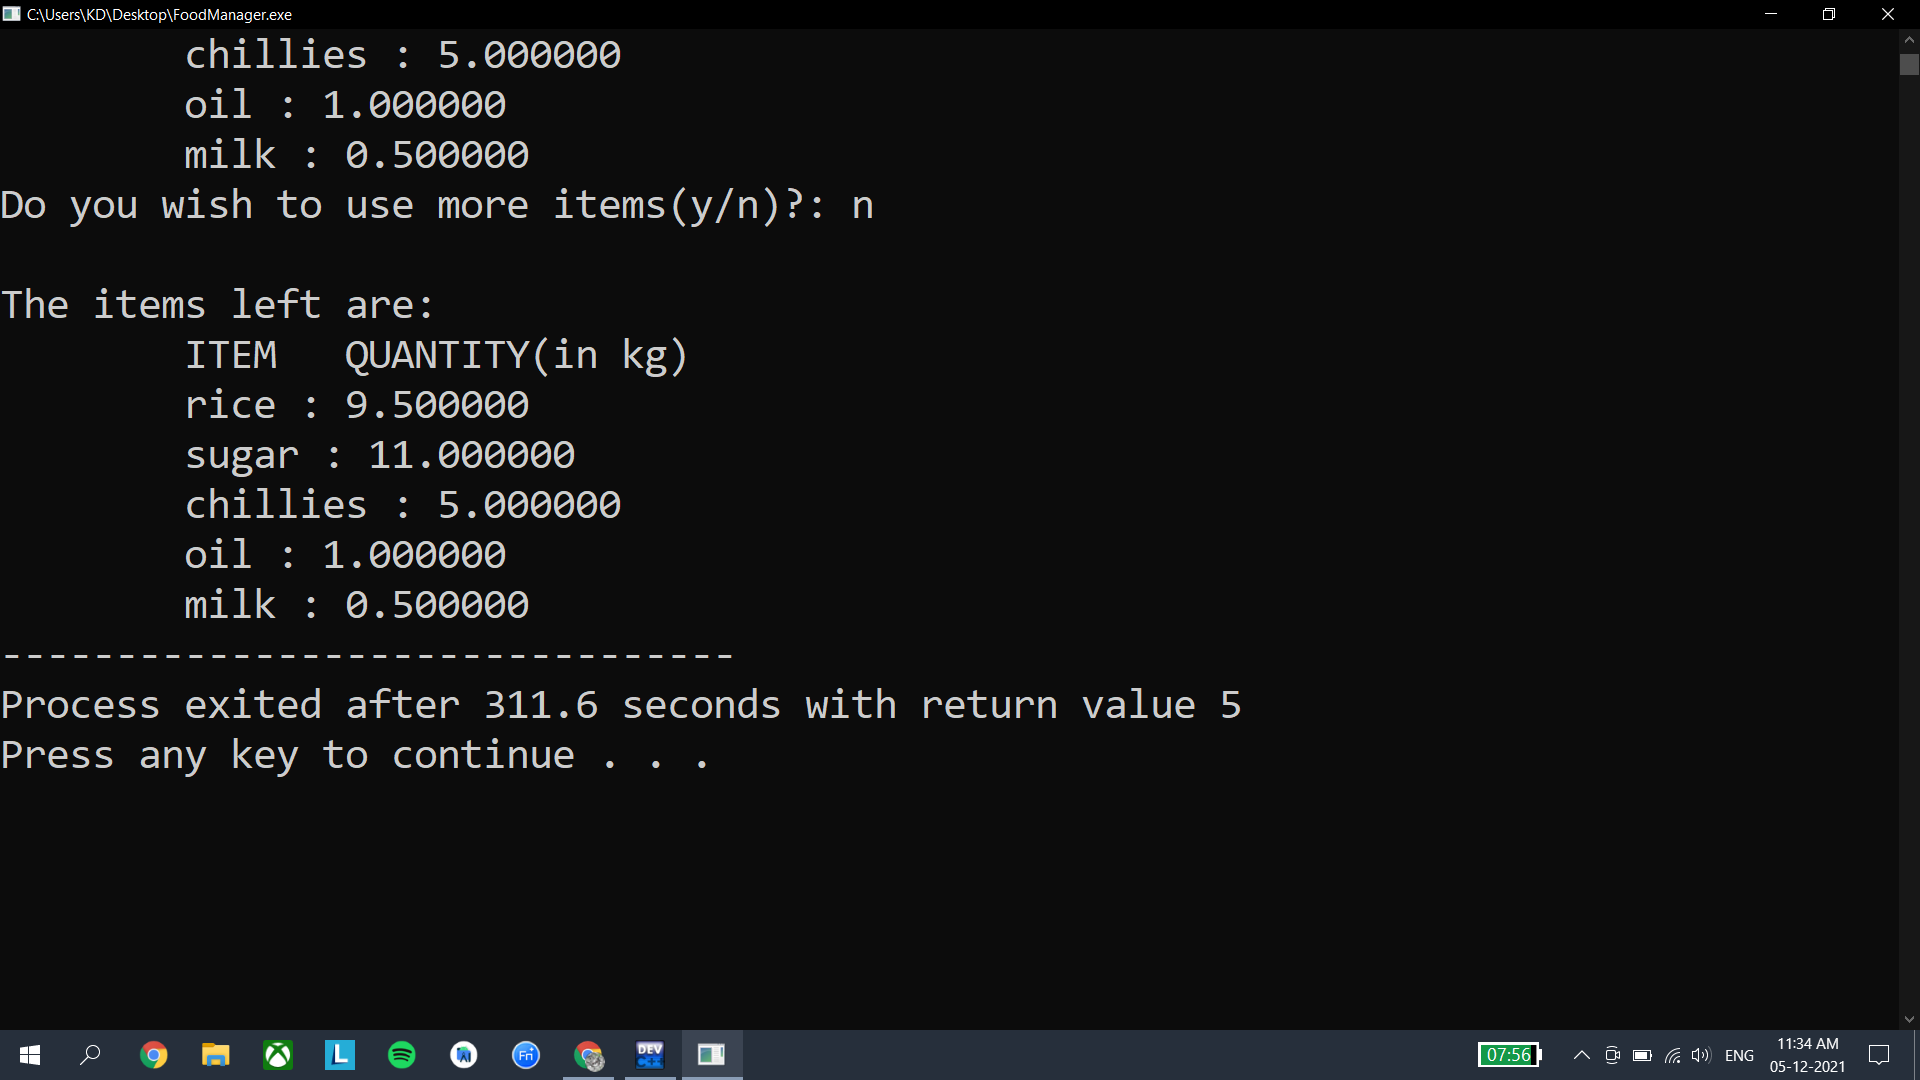 C:\Users\KD\Desktop\FoodManager.exe
chillies : 5.000000
oil : 1.000000
milk : 0.500000
Do you wish to use more items(y/n)?: n
The items left are:
ITEM   QUANTITY(in kg)
rice : 9.500000
sugar : 11.000000
chillies : 5.000000
oil : 1.000000
milk : 0.500000
--------------------------------
Process exited after 311.6 seconds with return value 5
Press any key to continue . . .
L
Fn
DEV
C++
07:56
ENG
11:34 AM
05-12-2021